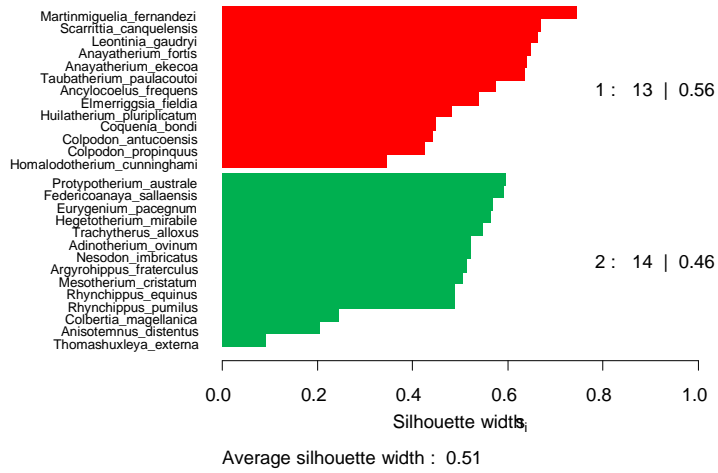 Martinmiguelia_fernandezi
Scarrittia_canquelensis
Leontinia_gaudryi
Anayatherium_fortis
Anayatherium_ekecoa
Taubatherium_paulacoutoi
Ancylocoelus_frequens
Elmerriggsia_fieldia
Huilatherium_pluriplicatum
Coquenia_bondi
Colpodon_antucoensis
Colpodon_propinquus
Homalodotherium_cunninghami
1 : 13 | 0.56
Protypotherium_australe
Federicoanaya_sallaensis
Eurygenium_pacegnum
Hegetotherium_mirabile
Trachytherus_alloxus
Adinotherium_ovinum
Nesodon_imbricatus
Argyrohippus_fraterculus
Mesotherium_cristatum
Rhynchippus_equinus
Rhynchippus_pumilus
Colbertia_magellanica
Anisotemnus_distentus
Thomashuxleya_externa
2 : 14 | 0.46
0.0 0.2 0.4 0.6 0.8 1.0
Silhouette width si
Average silhouette width : 0.51